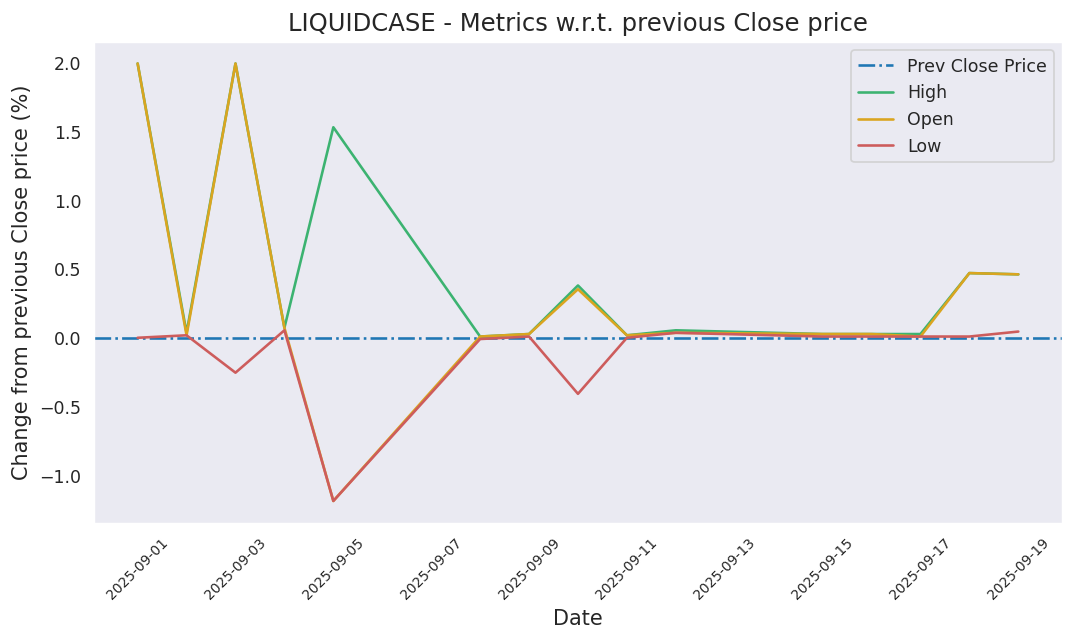 LIQUIDCASE - Metrics w.r.t. previous Close price
Change from previous Close price (%)
2.0
1.5
1.0
0.5
0.0
−0.5
−1.0
Prev Close Price
High
Open
Low
2025-09-01
2025-09-03
2025-09-05
2025-09-07
2025-09-09
2025-09-11
2025-09-13
2025-09-15
2025-09-17
2025-09-19
Date